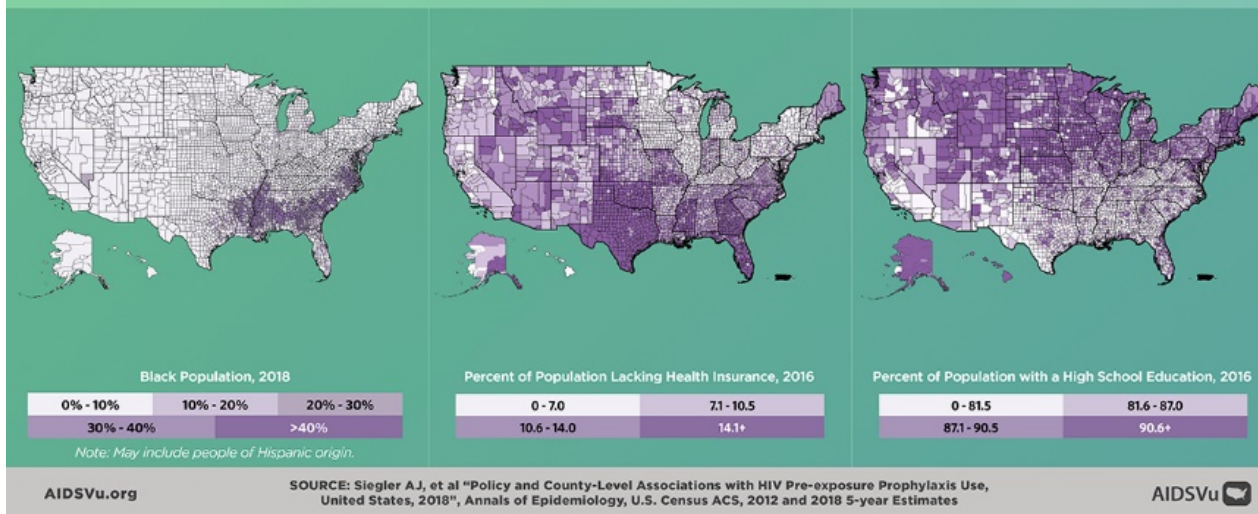 Black Population, 2018
0% - 10%
10% - 20%
20% - 30%
30% - 40%
>40%
Note: May include people of Hispanic origin.
Percent of Population Lacking Health Insurance, 2016
0 - 7.0
7.1 - 10.5
10.6 - 14.0
14.1+
Percent of Population with a High School Education, 2016
0 - 81.5
81.6 - 87.0
87.1 - 90.5
90.6+
AIDSVu.org
SOURCE: Siegler AJ, et al “Policy and County-Level Associations with HIV Pre-exposure Prophylaxis Use,
United States, 2018”, Annals of Epidemiology, U.S. Census ACS, 2012 and 2018 5-year Estimates
AIDSVu